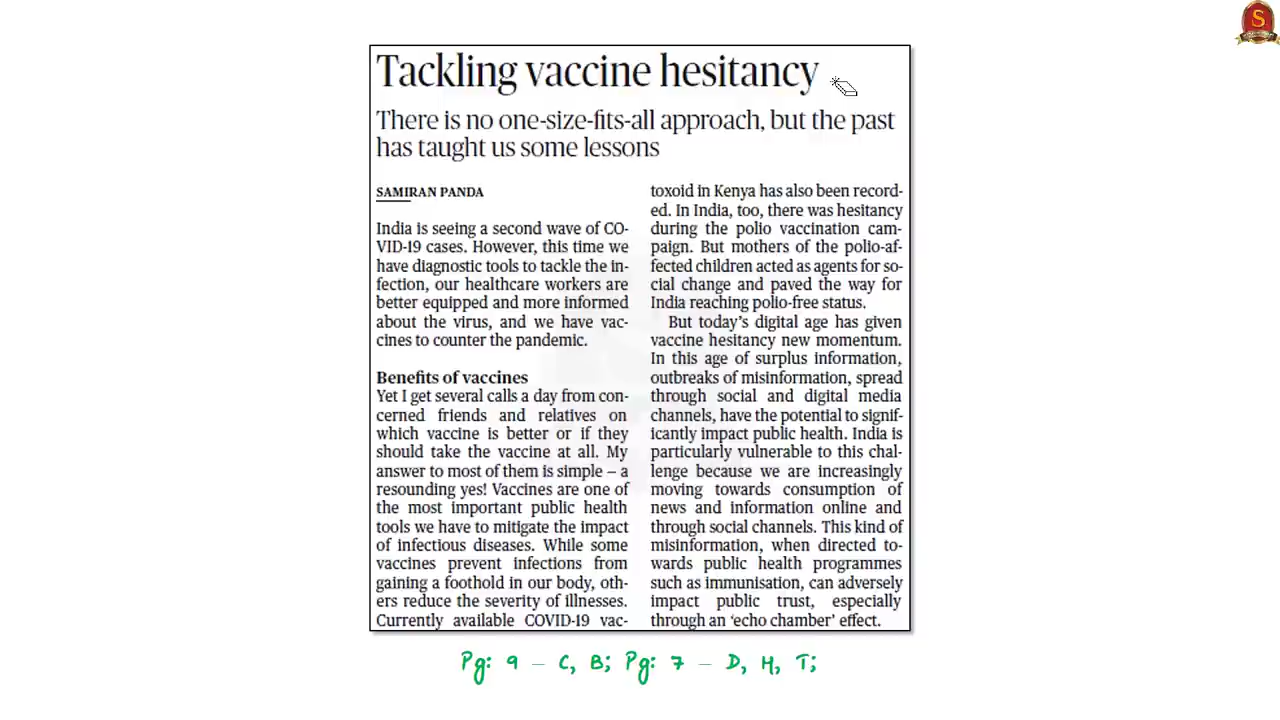 Tackling vaccine hesitancy
There is no one-size-fits-all approach, but the past
has taught us some lessons
SAMIRAN PANDA
India is seeing a second wave of CO-
VID-19 cases. However, this time we
have diagnostic tools to tackle the in-
fection, our healthcare workers are
better equipped and more informed
about the virus, and we have vac-
cines to counter the pandemic.
Benefits of vaccines
Yet I get several calls a day from con-
cerned friends and relatives on
which vaccine is better or if they
should take the vaccine at all. My
answer to most of them is simple – a
resounding yes! Vaccines are one of
the most important public health
tools we have to mitigate the impact
of infectious diseases. While some
vaccines prevent infections from
gaining a foothold in our body, oth-
ers reduce the severity of illnesses.
Currently available COVID-19 vac-
toxoid in Kenya has also been record-
ed. In India, too, there was hesitancy
during the polio vaccination cam-
paign. But mothers of the polio-af-
fected children acted as agents for so-
cial change and paved the way for
India reaching polio-free status.
But today's digital age has given
vaccine hesitancy new momentum.
In this age of surplus information,
outbreaks of misinformation, spread
through social and digital media
channels, have the potential to signif-
icantly impact public health. India is
particularly vulnerable to this chal-
lenge because we are increasingly
moving towards consumption of
news and information online and
through social channels. This kind of
misinformation, when directed to-
wards public health programmes
such as immunisation, can adversely
impact public trust, especially
through an 'echo chamber' effect.
Pg: 9 – C, B; Pg: 7 – D, H, T;
S